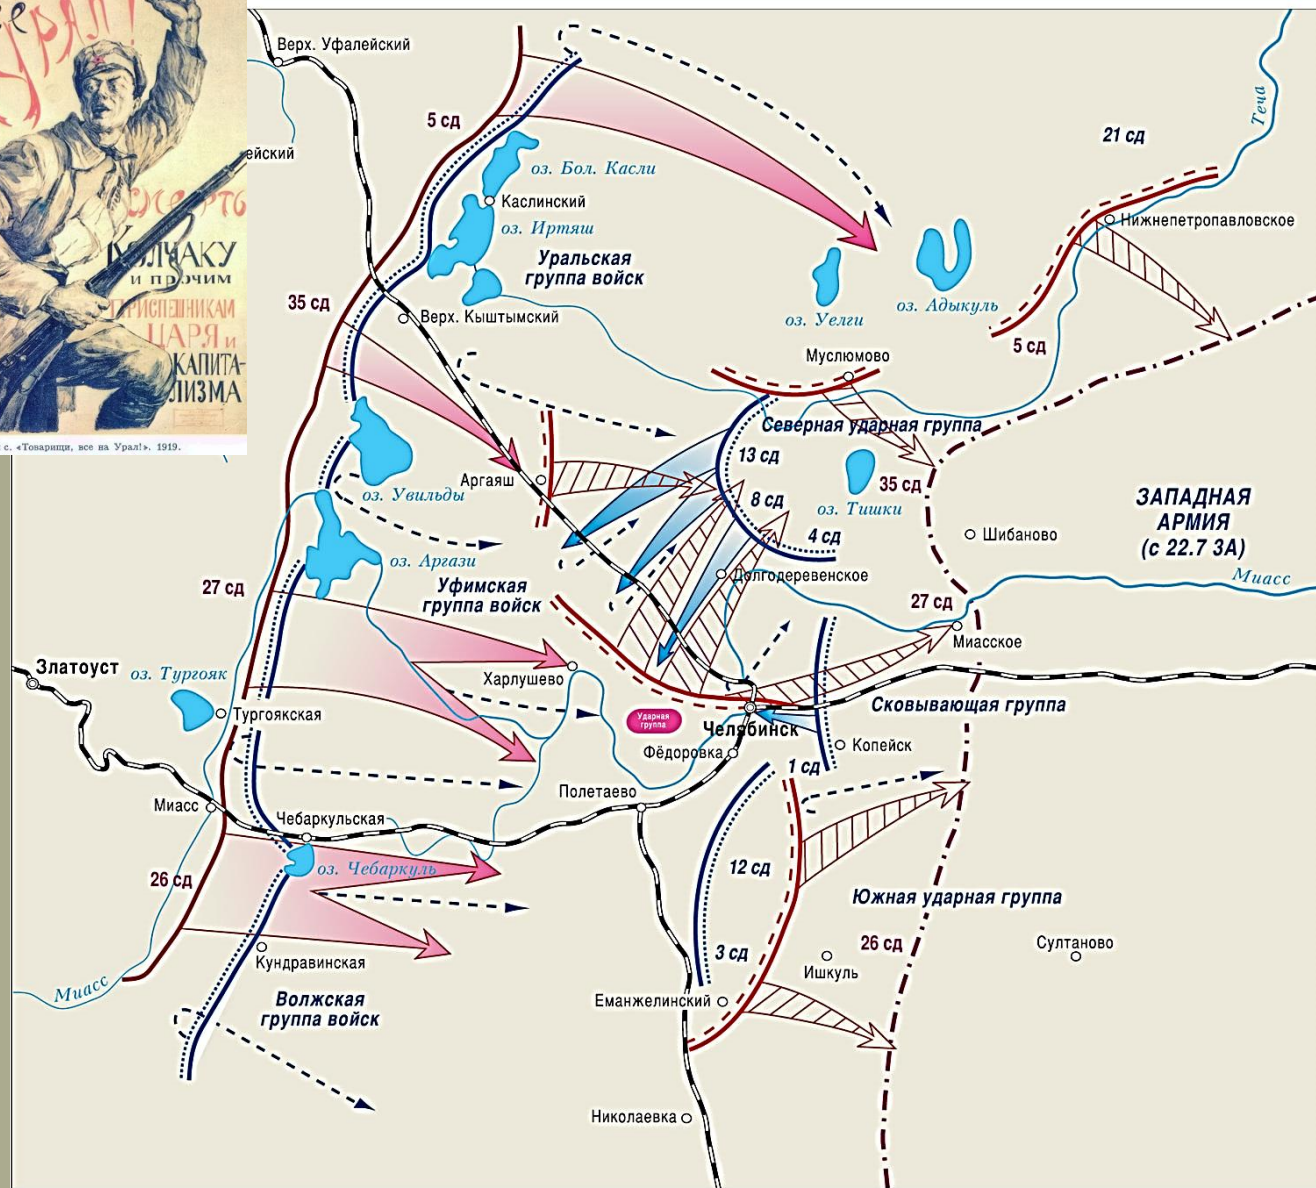 все
УРАЛ!
СМЕРТЬ
КОЛЧАКУ
И ПРОЧИМ
ПРИСПЕШНИКАМ
ЦАРЯ И
КАПИТА-
ЛИЗМА
с. «Товарищи, все на Урал!». 1919.
Верх. Уфалейский
ейский
5 сд
оз. Бол. Касли
Каслинский
оз. Иртяш
Уральская
группа войск
35 сд
Верх. Кыштымский
21 сд
Теча
Нижнепетропавловское
оз. Адыкуль
оз. Уелги
5 сд
Муслюмово
Северная ударная группа
13 сд
8 сд
4 сд
35 сд
оз. Тишки
Аргаяш
оз. Увильды
оз. Аргази
ЗАПАДНАЯ
АРМИЯ
(с 22.7 ЗА)
Шибаново
Миасс
Долгодеревенское
27 сд
Уфимская
группа войск
27 сд
Миасское
Златоуст
оз. Тургояк
Харлушево
Тургоякская
Ударная
группа
Челябинск
Сковывающая группа
Фёдоровка
Копейск
1 сд
Миасс
Чебаркульская
Полетаево
26 сд
оз. Чебаркуль
12 сд
Южная ударная группа
3 сд
26 сд
Султаново
Ишкуль
Кундравинская
Миасс
Волжская
группа войск
Еманжелинский
Николаевка